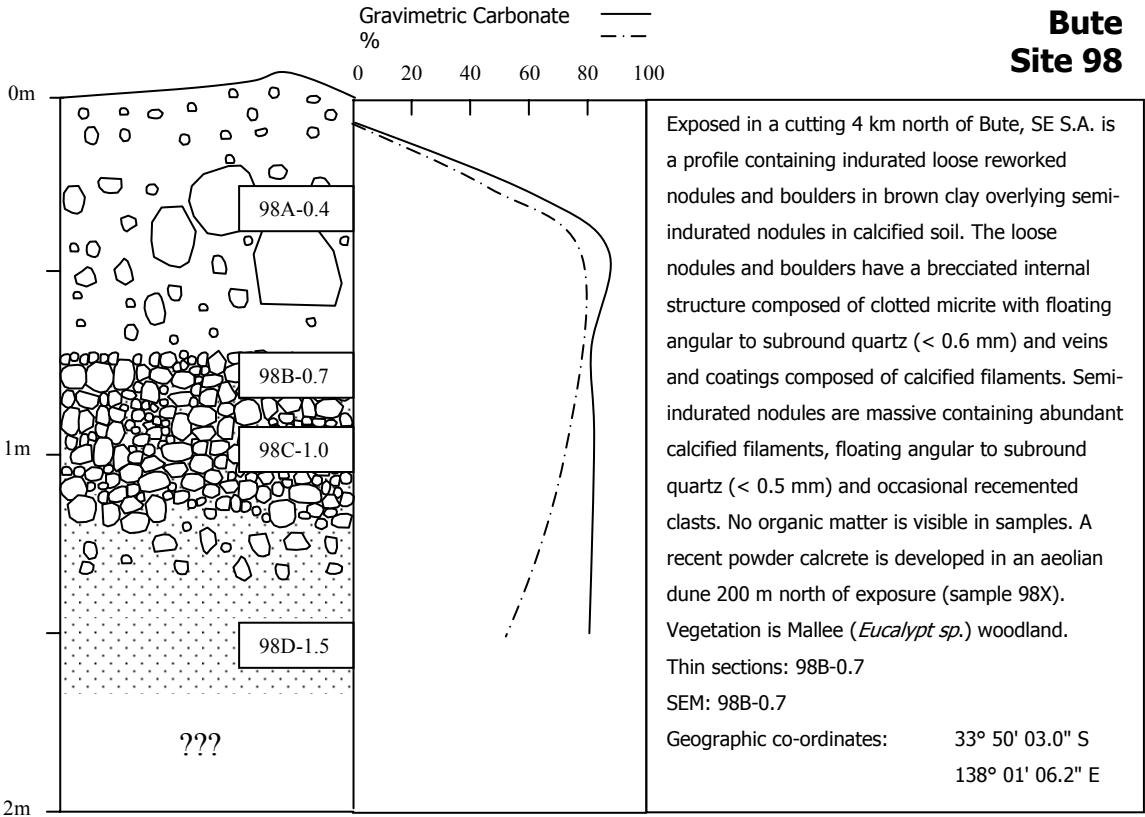 Gravimetric Carbonate
%
Bute
Site 98
0 20 40 60 80 100
0m
1m
2m
98A-0.4
98B-0.7
98C-1.0
98D-1.5
???
Exposed in a cutting 4 km north of Bute, SE S.A. is
a profile containing indurated loose reworked
nodules and boulders in brown clay overlying semi-
indurated nodules in calcified soil. The loose
nodules and boulders have a brecciated internal
structure composed of clotted micrite with floating
angular to subround quartz (< 0.6 mm) and veins
and coatings composed of calcified filaments. Semi-
indurated nodules are massive containing abundant
calcified filaments, floating angular to subround
quartz (< 0.5 mm) and occasional recemented
clasts. No organic matter is visible in samples. A
recent powder calcrete is developed in an aeolian
dune 200 m north of exposure (sample 98X).
Vegetation is Mallee (Eucalypt sp.) woodland.
Thin sections: 98B-0.7
SEM: 98B-0.7
Geographic co-ordinates: 33° 50' 03.0" S
138° 01' 06.2" E